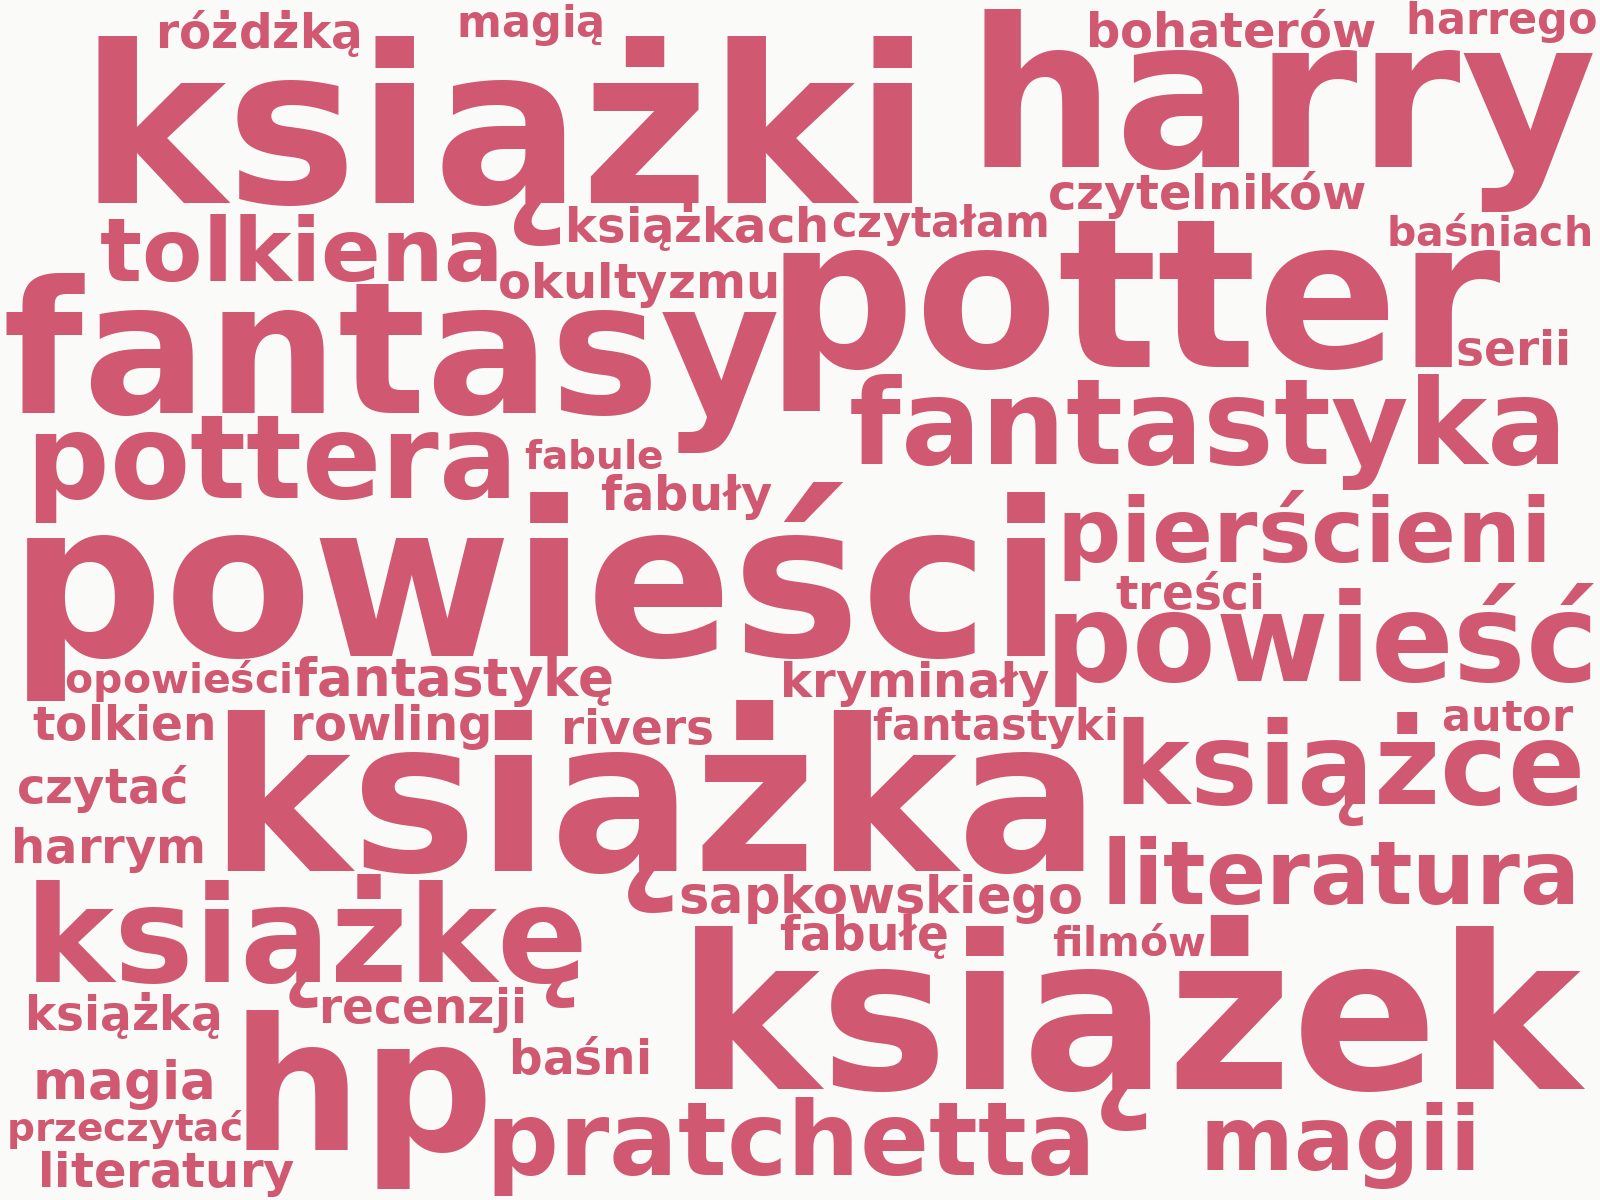 różdżką
magią
bohaterów
harrego
książki
harry
czytelników
tolkiena
książkach
czytałam
baśniach
okultyzmu
fantasy
potter
serii
fantastyka
pottera
fabule
fabuły
powieści
pierścieni
treści
powieść
opowieści
fantastykę
kryminały
tolkien
rowling
rivers
fantastyki
autor
książka
książce
czytać
harrym
literatura
sapkowskiego
książkę
fabułę
filmów
książek
książką
recenzji
hp
baśni
magia
przeczytać
pratchetta
magii
literatury